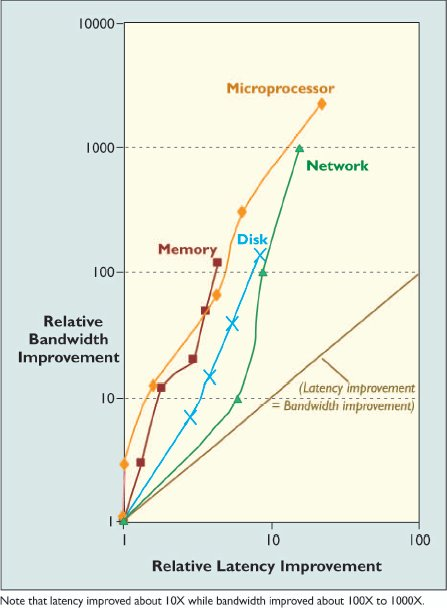 10000
Microprocessor
1000
Network
Memory
Disk
100
Relative
Bandwidth
Improvement
(Latency improvement
= Bandwidth improvement)
10
1
1
10
100
Relative Latency Improvement
Note that latency improved about 10X while bandwidth improved about 100X to 1000X.